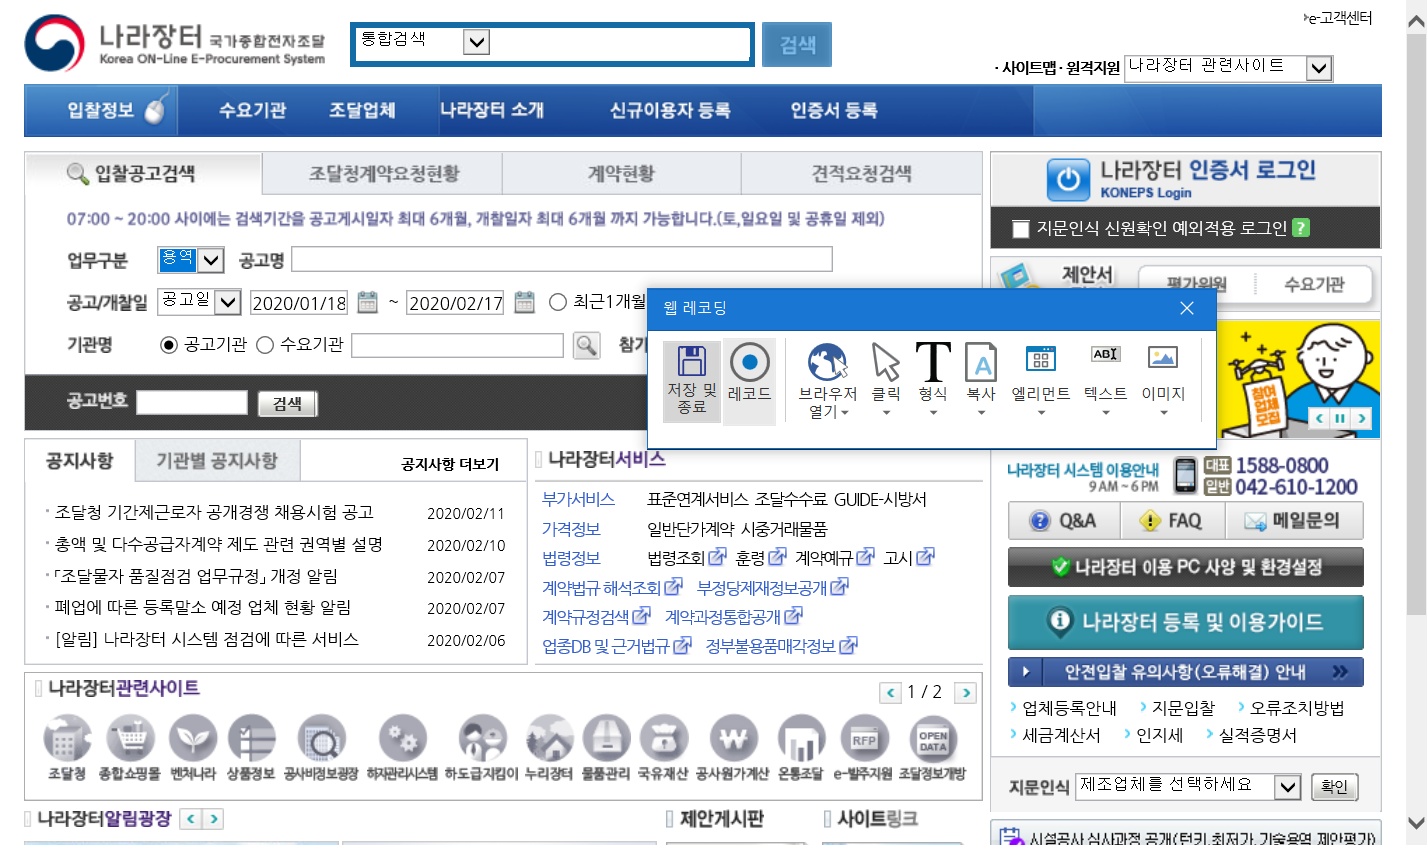 나라장터 국가종합전자조달
Korea ON-Line E-Procurement System
통합검색
검색
e-고객센터
· 사이트맵 · 원격지원
나라장터 관련사이트
입찰정보 수요기관 조달업체 나라장터 소개 신규이용자 등록 인증서 등록
입찰공고검색 조달청계약요청현황 계약현황 견적요청검색
07:00 ~ 20:00 사이에는 검색기간을 공고게시일자 최대 6개월, 개찰일자 최대 6개월 까지 가능합니다.(토,일요일 및 공휴일 제외)
업무구분 용역 공고명
공고/개찰일 공고일 2020/01/18 ~ 2020/02/17 최근1개월
기관명 공고기관 수요기관 참가
공고번호 검색
나라장터 인증서 로그인
KONEPS Login
지문인식 신원확인 예외적용 로그인 ?
제안서
평가위원 수요기관
참여업체모집
웹 레코딩
저장 및 종료
레코드
브라우저 열기
클릭
형식
복사
엘리먼트
텍스트
이미지
공지사항 기관별 공지사항 공지사항 더보기
· 조달청 기간제근로자 공개경쟁 채용시험 공고 2020/02/11
· 총액 및 다수공급자계약 제도 관련 권역별 설명 2020/02/10
· 「조달물자 품질점검 업무규정」 개정 알림 2020/02/07
· 폐업에 따른 등록말소 예정 업체 현황 알림 2020/02/07
· [알림] 나라장터 시스템 점검에 따른 서비스 2020/02/06
나라장터서비스
부가서비스 표준연계서비스 조달수수료 GUIDE-시방서
가격정보 일반단가계약 시중거래물품
법령정보 법령조회 훈령 계약예규 고시
계약법규 해석조회 부정당제재정보공개
계약규정검색 계약과정통합공개
업종DB 및 근거법규 정부불용품매각정보
나라장터 시스템 이용안내
9 AM ~ 6 PM
대표 1588-0800
일반 042-610-1200
Q&A FAQ 메일문의
나라장터 이용 PC 사양 및 환경설정
나라장터 등록 및 이용가이드
안전입찰 유의사항(오류해결) 안내
업체등록안내 지문입찰 오류조치방법
세금계산서 인지세 실적증명서
지문인식 제조업체를 선택하세요 확인
시설공사 심사과정 공개(턴키,최저가,기술용역,제안평가)
나라장터관련사이트 1 / 2
RFP OPEN DATA
조달청 종합쇼핑몰 벤처나라 상품정보 공사비정보광장 하자관리시스템 하도급지킴이 누리장터 물품관리 국유재산 공사원가계산 온통조달 e-발주지원 조달정보개방
나라장터알림광장
제안게시판
사이트링크